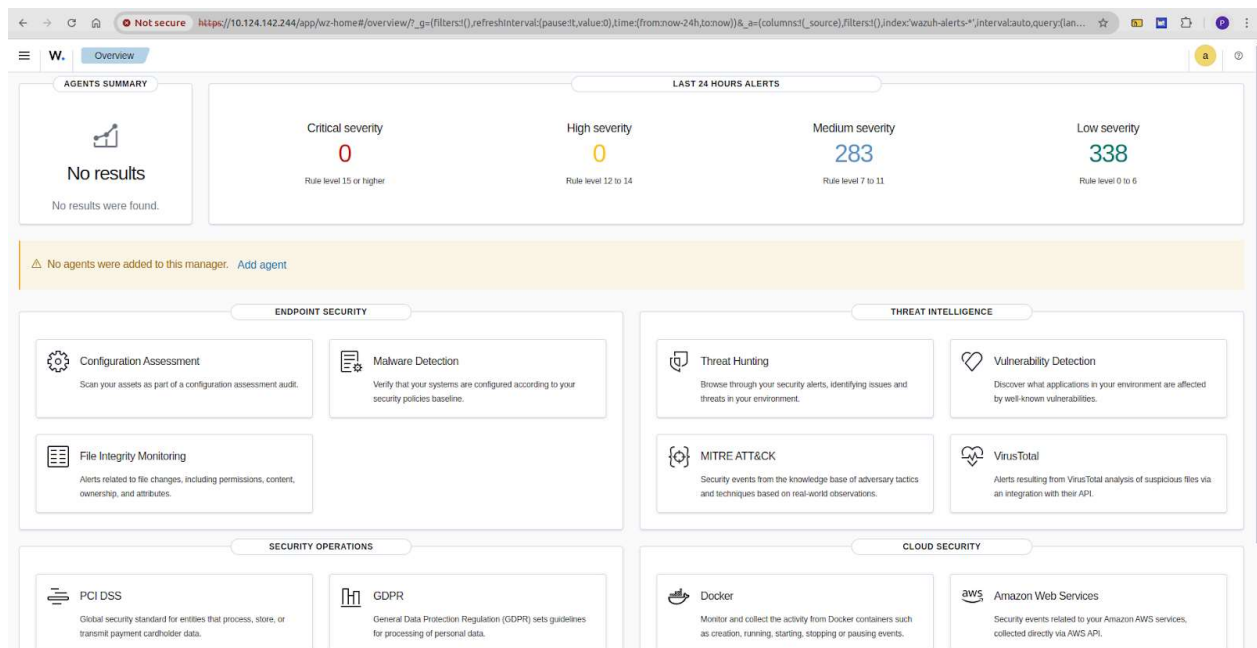 Not secure https://10.124.142.244/app/wz-home#/overview/?_g=(filters:!(),refreshInterval:(pause:!t,value:0),time:(from:now-24h,to:now))&_a=(columns:!(_source),filters:!(),index:'wazuh-alerts-*',interval:auto,query:(lan... P
W. Overview a
AGENTS SUMMARY
No results
No results were found.
LAST 24 HOURS ALERTS
Critical severity
0
Rule level 15 or higher
High severity
0
Rule level 12 to 14
Medium severity
283
Rule level 7 to 11
Low severity
338
Rule level 0 to 6
No agents were added to this manager. Add agent
ENDPOINT SECURITY
Configuration Assessment
Scan your assets as part of a configuration assessment audit.
Malware Detection
Verify that your systems are configured according to your
security policies baseline.
File Integrity Monitoring
Alerts related to file changes, including permissions, content,
ownership, and attributes.
THREAT INTELLIGENCE
Threat Hunting
Browse through your security alerts, identifying issues and
threats in your environment.
Vulnerability Detection
Discover what applications in your environment are affected
by well-known vulnerabilities.
MITRE ATT&CK
Security events from the knowledge base of adversary tactics
and techniques based on real-world observations.
VirusTotal
Alerts resulting from VirusTotal analysis of suspicious files via
an integration with their API.
SECURITY OPERATIONS
PCI DSS
Global security standard for entities that process, store, or
transmit payment cardholder data.
GDPR
General Data Protection Regulation (GDPR) sets guidelines
for processing of personal data.
CLOUD SECURITY
Docker
Monitor and collect the activity from Docker containers such
as creation, running, starting, stopping or pausing events.
aws
Amazon Web Services
Security events related to your Amazon AWS services,
collected directly via AWS API.